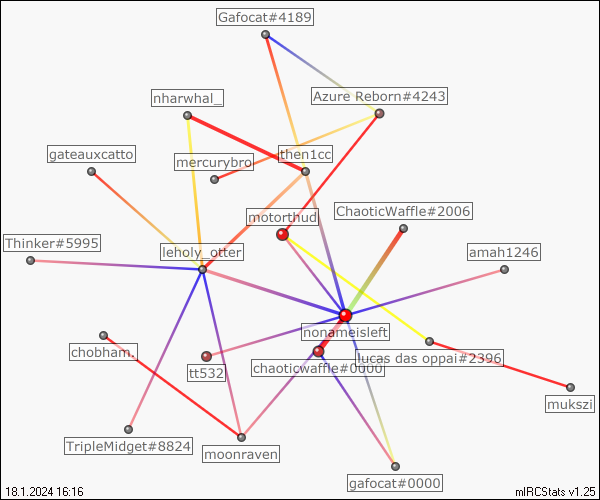 Gafocat#4189
Azure Reborn#4243
nharwhal_
gateauxcatto
mercurybro
then1cc
ChaoticWaffle#2006
motorthud
Thinker#5995
leholy_otter
amah1246
nonameisleft
chobham.
lucas das oppai#2396
chaoticwaffle#0000
tt532
mukszi
TripleMidget#8824
moonraven
gafocat#0000
18.1.2024 16:16
mIRCStats v1.25